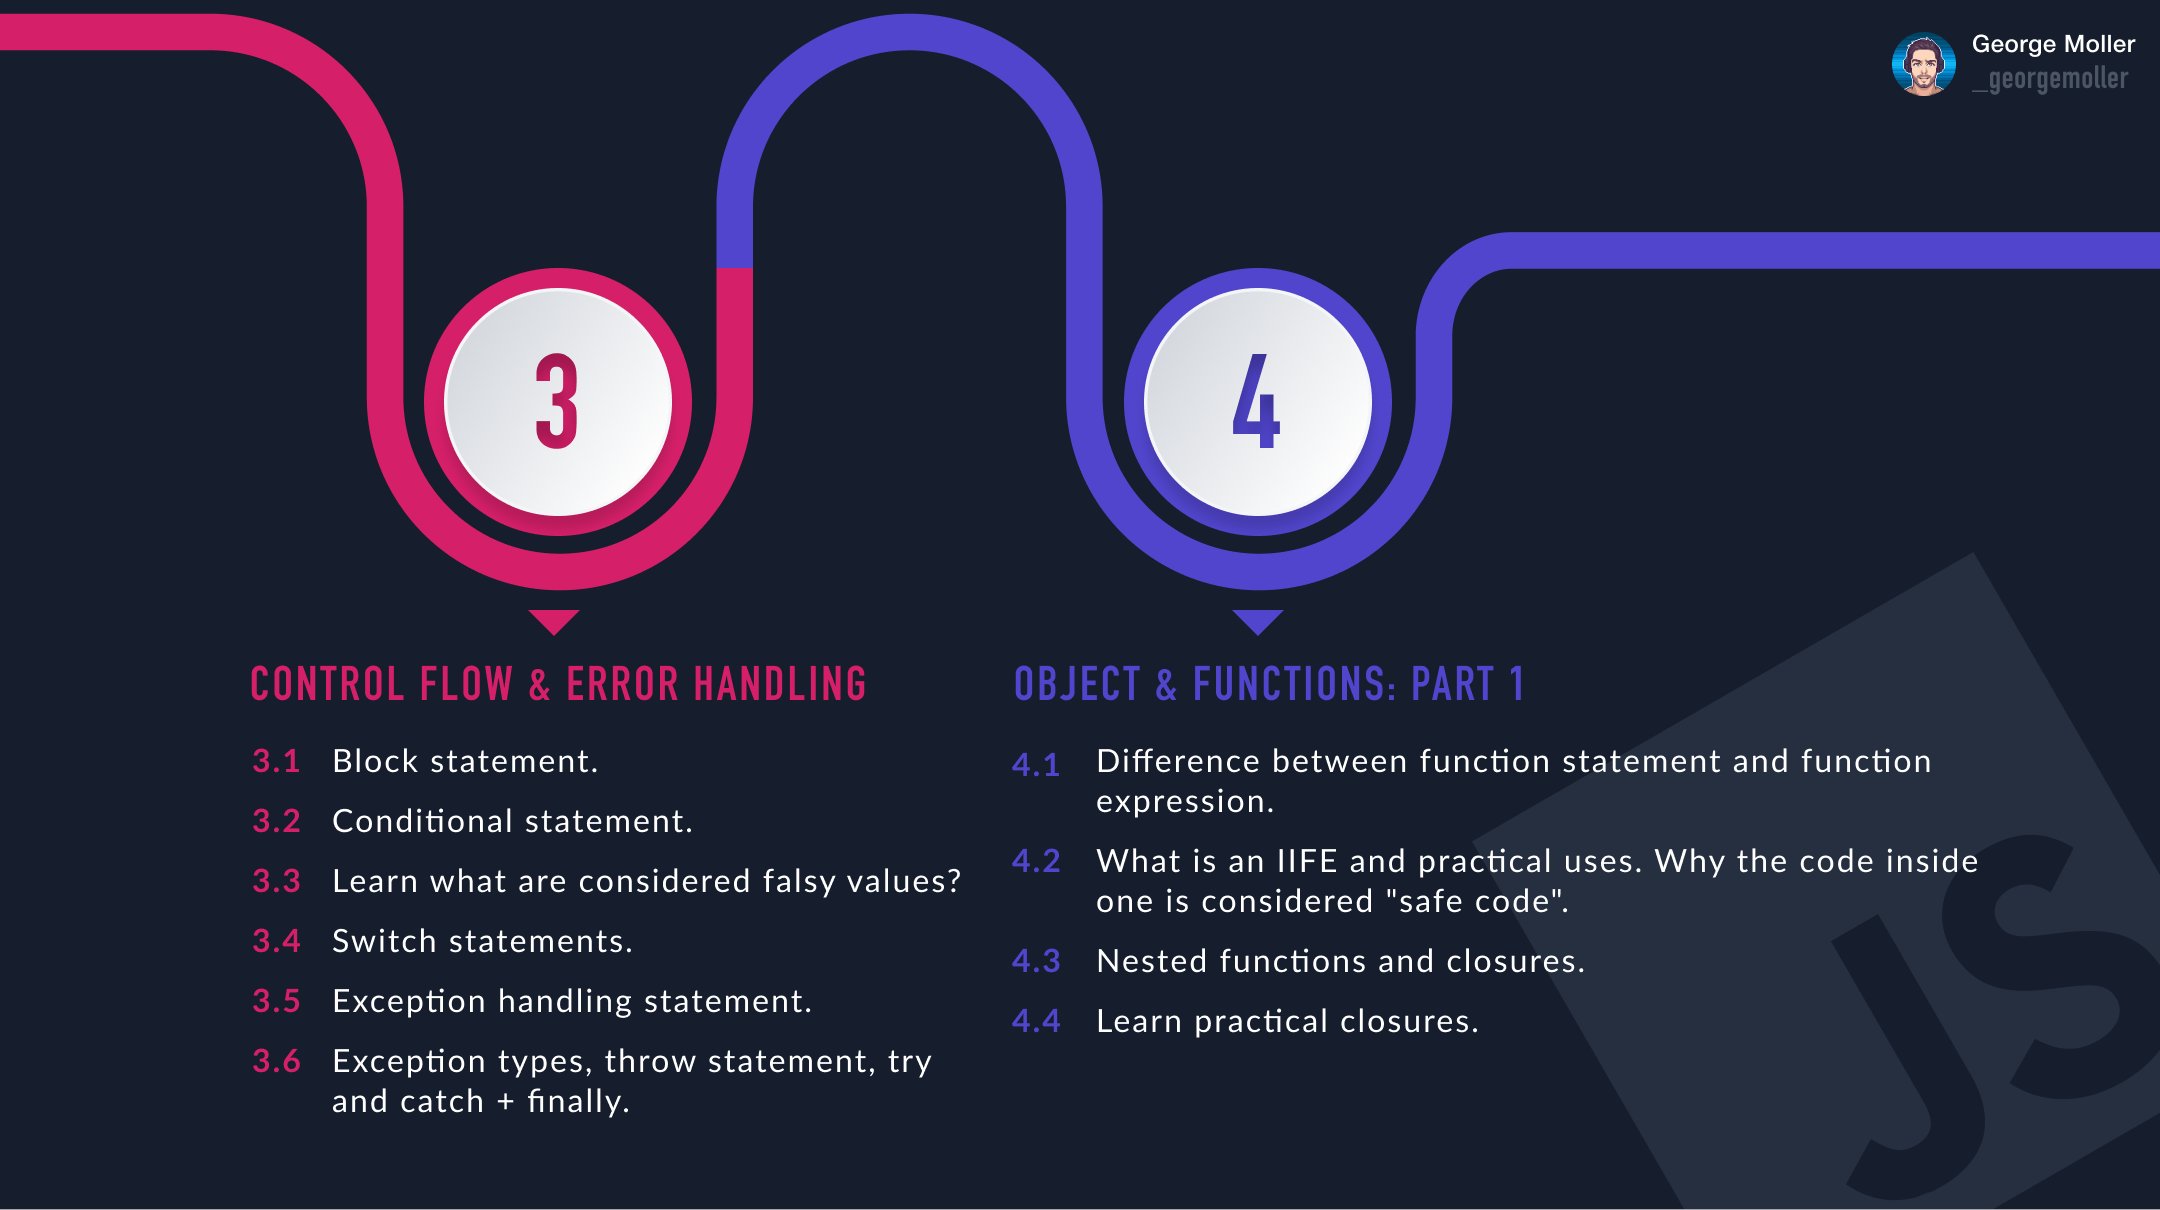 George Moller
_georgemoller
3
4
CONTROL FLOW & ERROR HANDLING
3.1 Block statement.
3.2 Conditional statement.
3.3 Learn what are considered falsy values?
3.4 Switch statements.
3.5 Exception handling statement.
3.6 Exception types, throw statement, try
and catch + finally.
OBJECT & FUNCTIONS: PART 1
4.1 Difference between function statement and function
expression.
4.2 What is an IIFE and practical uses. Why the code inside
one is considered "safe code".
4.3 Nested functions and closures.
4.4 Learn practical closures.
JS